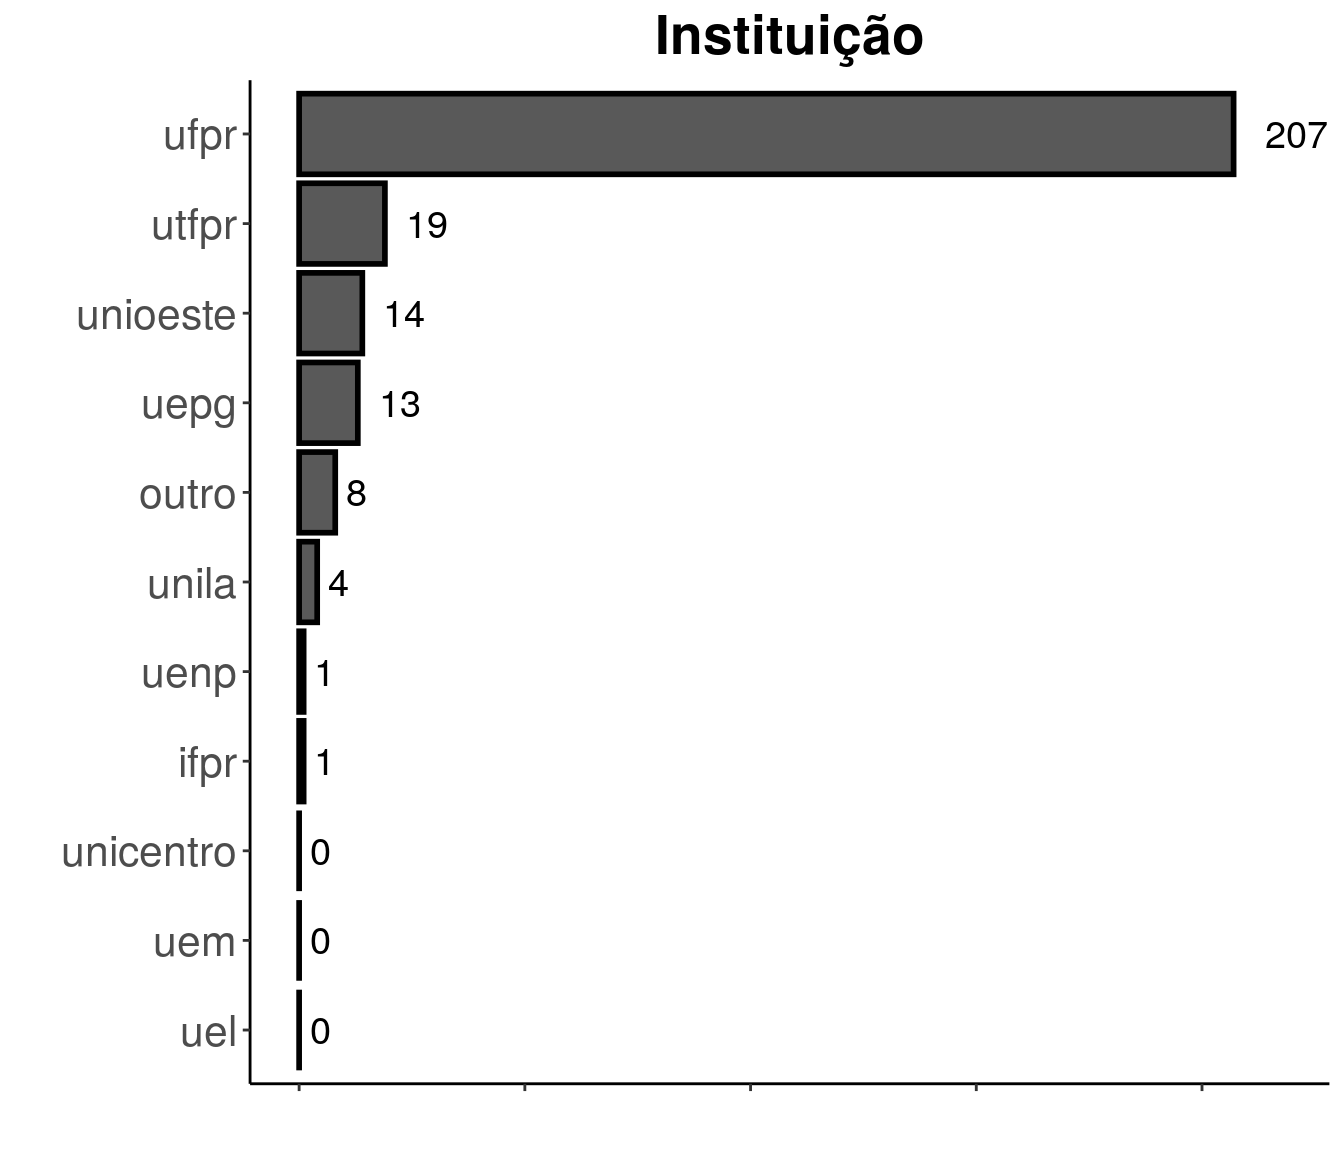 Instituição
ufpr 207
utfpr 19
unioeste 14
uepg 13
outro 8
unila 4
uenp 1
ifpr 1
unicentro 0
uem 0
uel 0